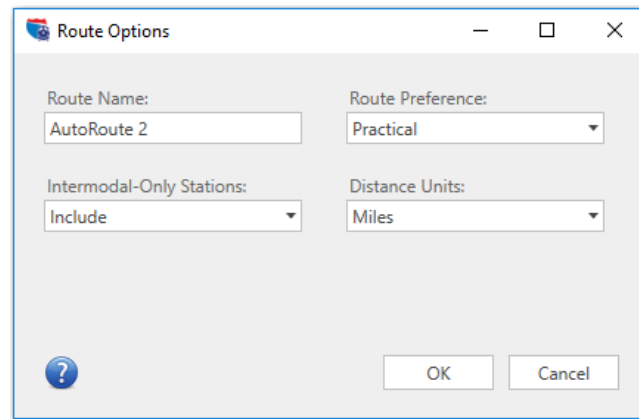 Route Options
Route Name:
Route Preference:
AutoRoute 2
Practical
Intermodal-Only Stations:
Distance Units:
Include
Miles
?
OK
Cancel